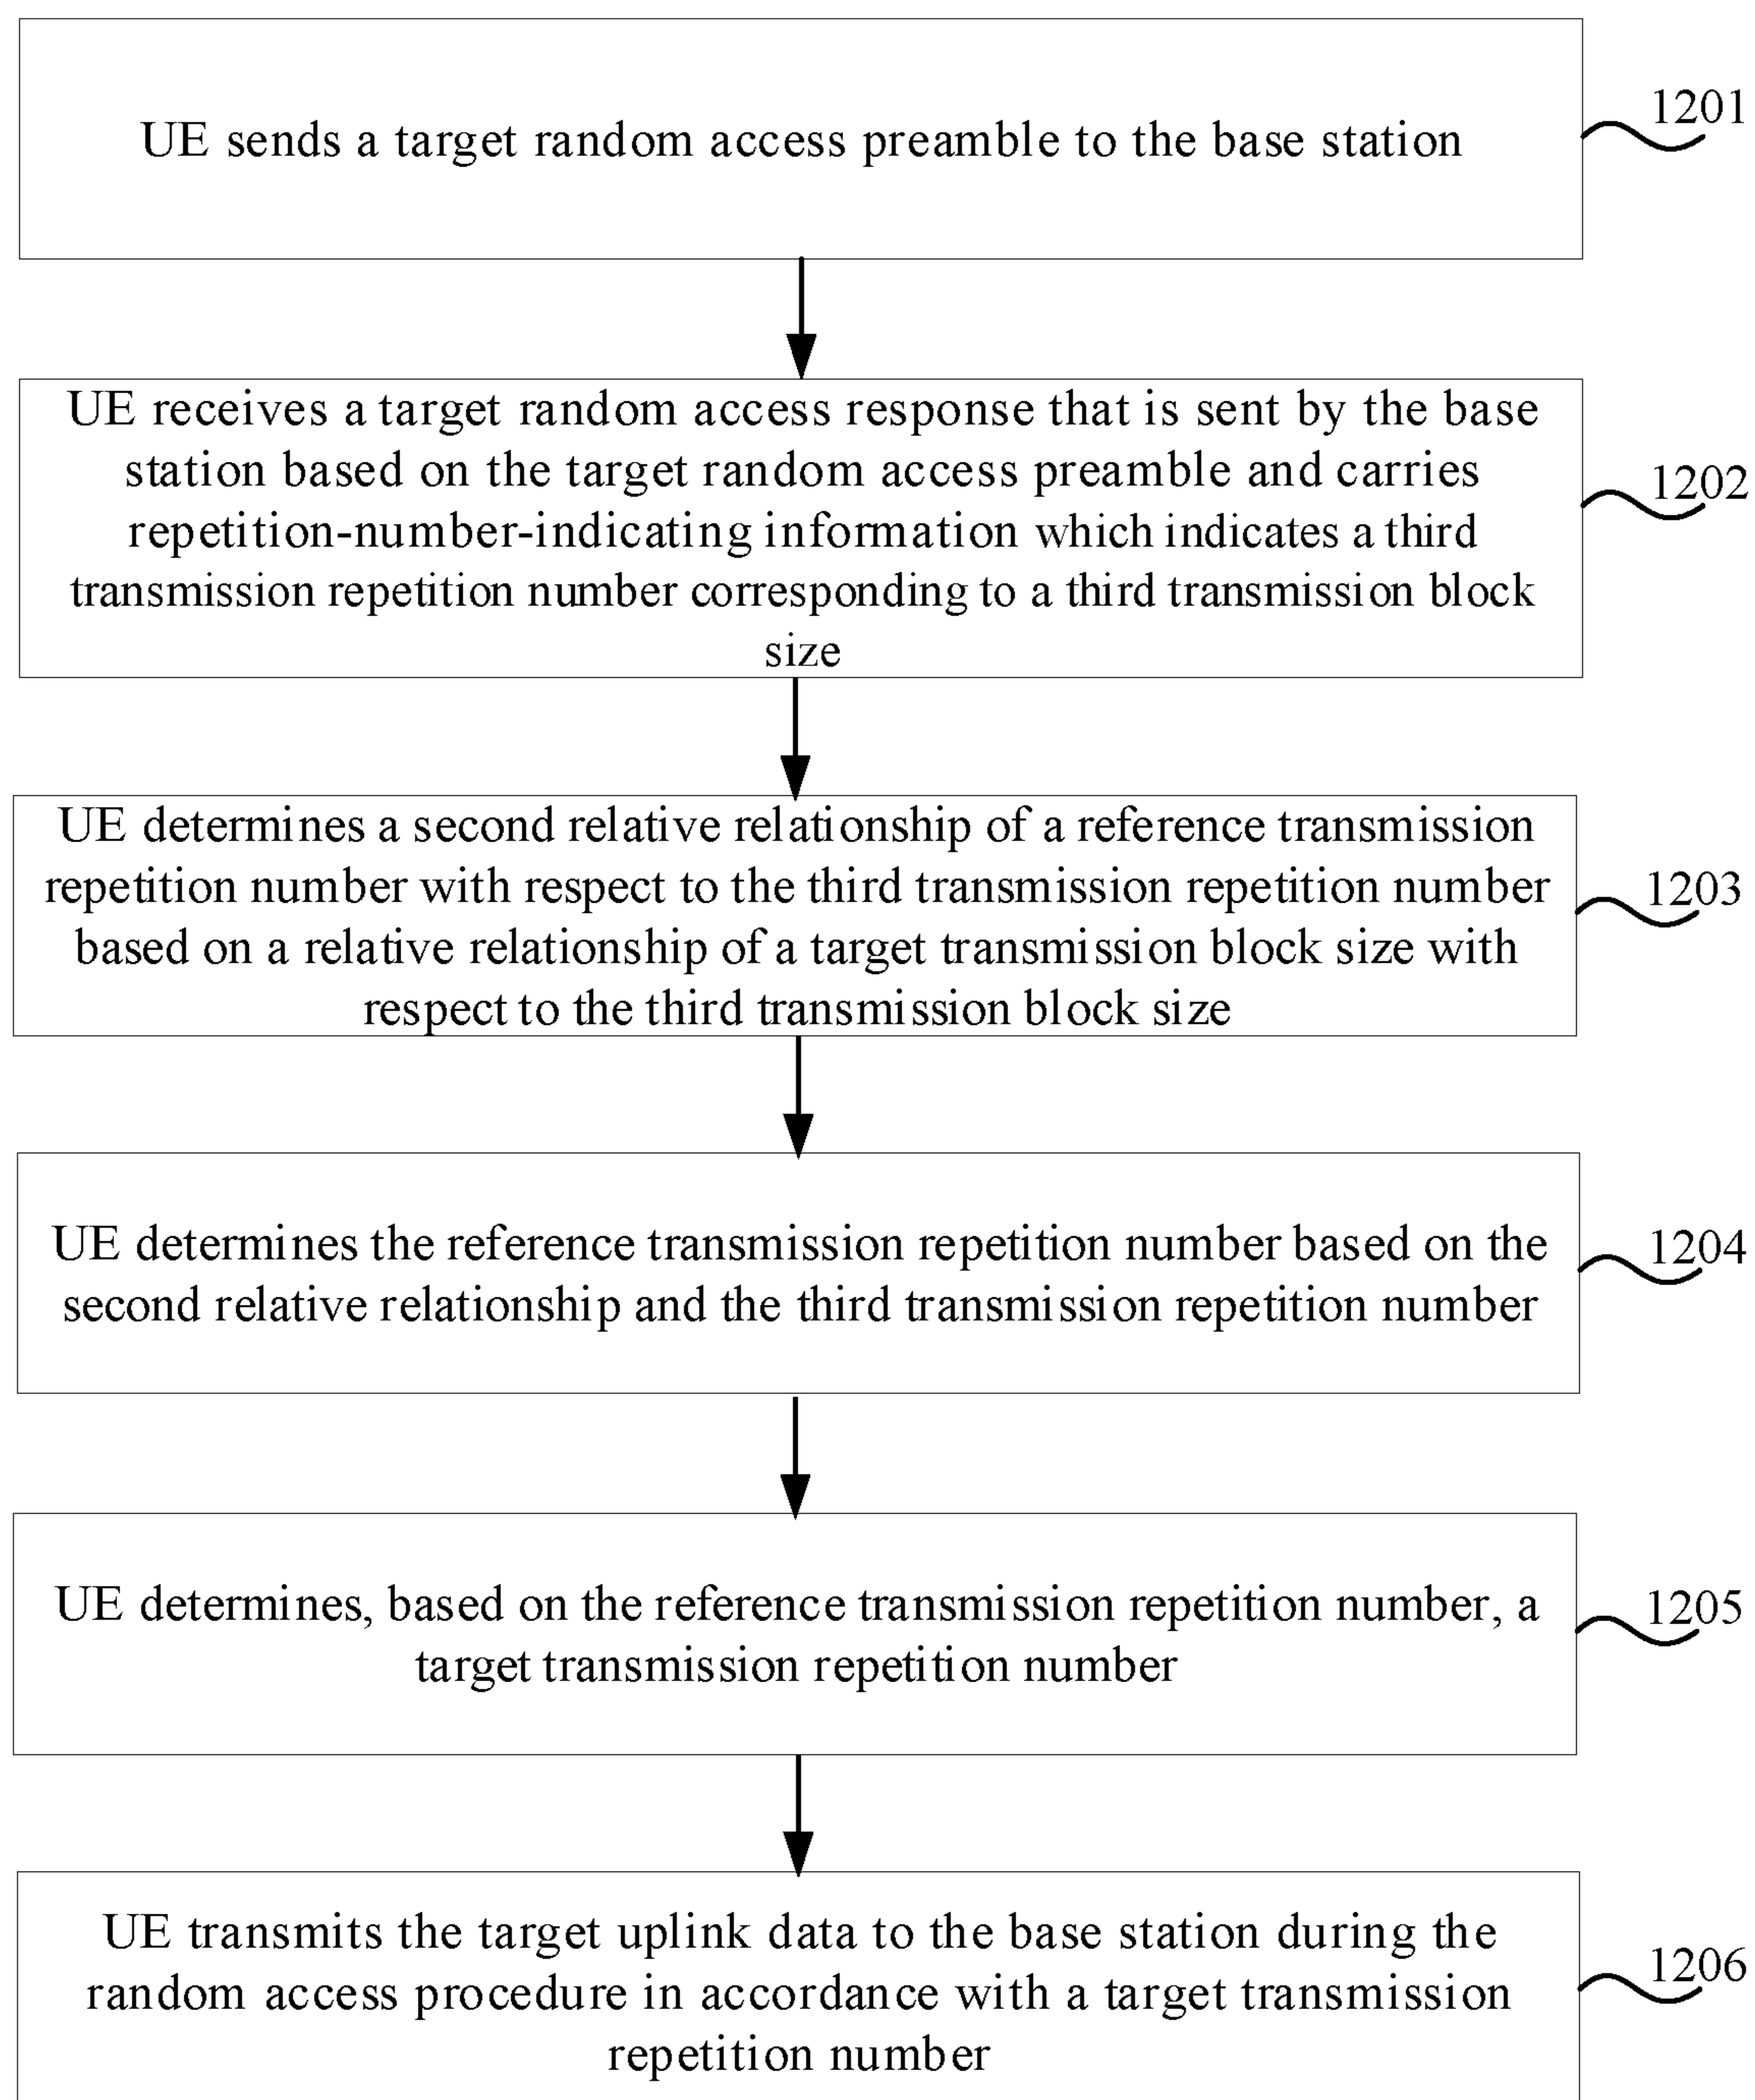 UE sends a target random access preamble to the base station
1201
UE receives a target random access response that is sent by the base
station based on the target random access preamble and carries
repetition-number-indicating information which indicates a third
transmission repetition number corresponding to a third transmission block
size
1202
UE determines a second relative relationship of a reference transmission
repetition number with respect to the third transmission repetition number
based on a relative relationship of a target transmission block size with
respect to the third transmission block size
1203
UE determines the reference transmission repetition number based on the
second relative relationship and the third transmission repetition number
1204
UE determines, based on the reference transmission repetition number, a
target transmission repetition number
1205
UE transmits the target uplink data to the base station during the
random access procedure in accordance with a target transmission
repetition number
1206